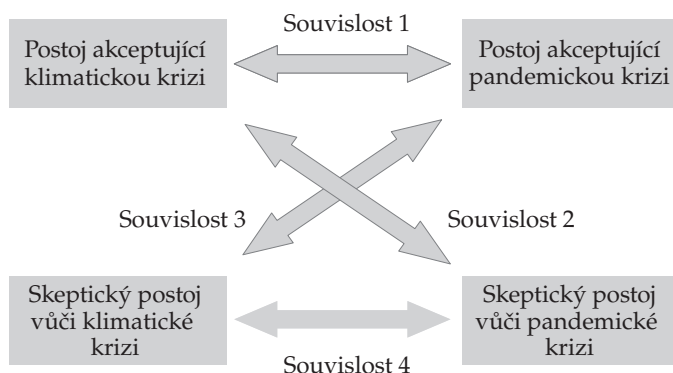 Souvislost 1
Postoj akceptující
klimatickou krizi
Postoj akceptující
pandemickou krizi
Souvislost 3
Souvislost 2
Skeptický postoj
vůči klimatické
krizi
Skeptický postoj
vůči pandemické
krizi
Souvislost 4